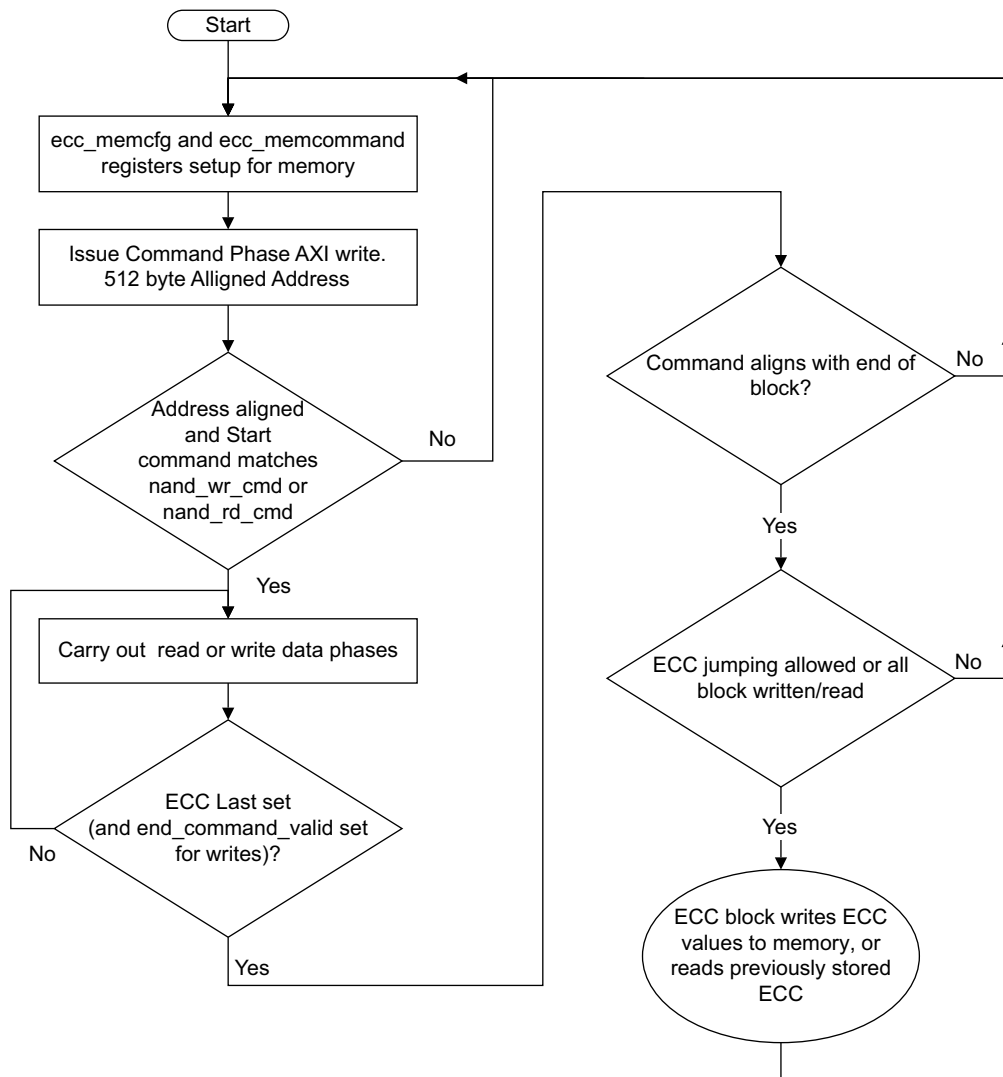 Start
ecc_memcfg and ecc_memcommand
registers setup for memory
Issue Command Phase AXI write.
512 byte Alligned Address
Address aligned
and Start
command matches
nand_wr_cmd or
nand_rd_cmd
No
Yes
Carry out read or write data phases
ECC Last set
(and end_command_valid set
for writes)?
No
Yes
Command aligns with end of
block?
No
Yes
ECC jumping allowed or all
block written/read
No
Yes
ECC block writes ECC
values to memory, or
reads previously stored
ECC